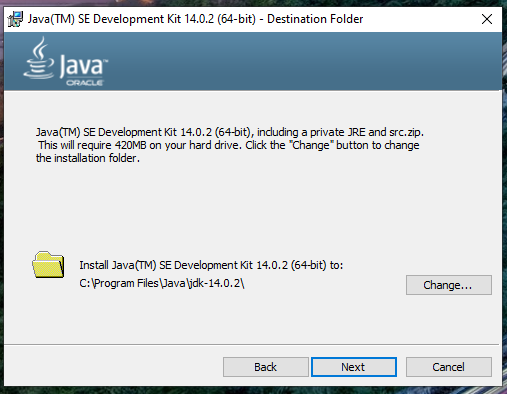 Java(TM) SE Development Kit 14.0.2 (64-bit) - Destination Folder
Java™
ORACLE
Java(TM) SE Development Kit 14.0.2 (64-bit), including a private JRE and src.zip.
This will require 420MB on your hard drive. Click the "Change" button to change
the installation folder.
Install Java(TM) SE Development Kit 14.0.2 (64-bit) to:
C:\Program Files\Java\jdk-14.0.2\
Change...
Back
Next
Cancel